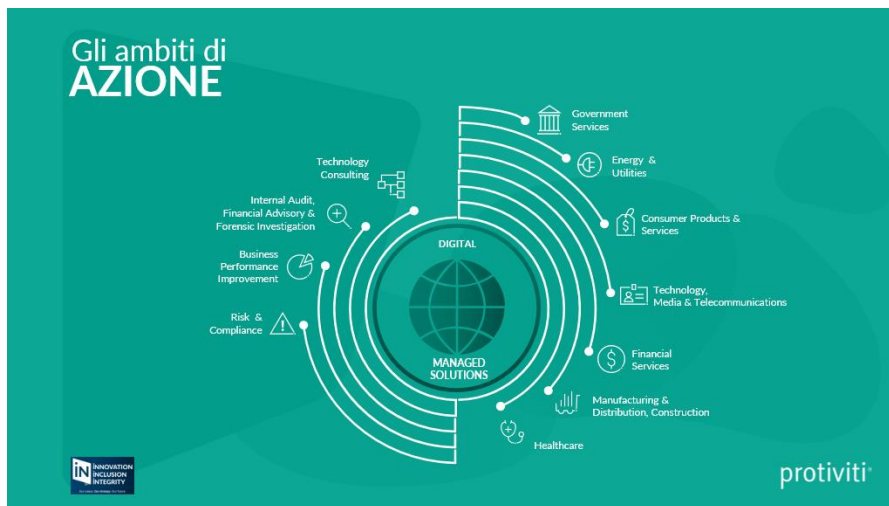 Gli ambiti di
AZIONE
Government
Services
Energy &
Utilities
Consumer Products &
Services
Technology,
Media & Telecommunications
Financial
Services
Manufacturing &
Distribution, Construction
Healthcare
Technology
Consulting
Internal Audit,
Financial Advisory &
Forensic Investigation
Business
Performance
Improvement
Risk &
Compliance
DIGITAL
MANAGED
SOLUTIONS
iN
INNOVATION
INCLUSION
INTEGRITY
protiviti